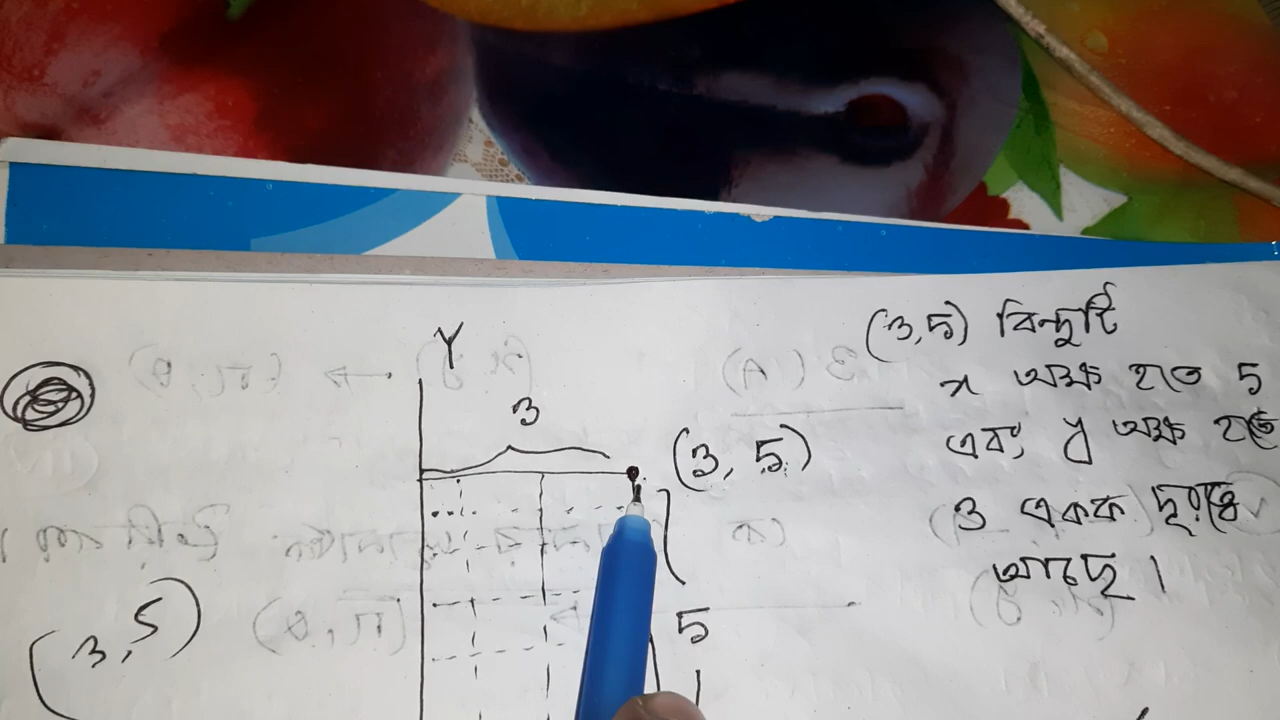 Y
3
(3, 5)
5
(3, 5)
(3,5) বিন্দুটি
x অক্ষ হতে 5
এবং y অক্ষ হতে
3 একক দূরত্বে
আছে।